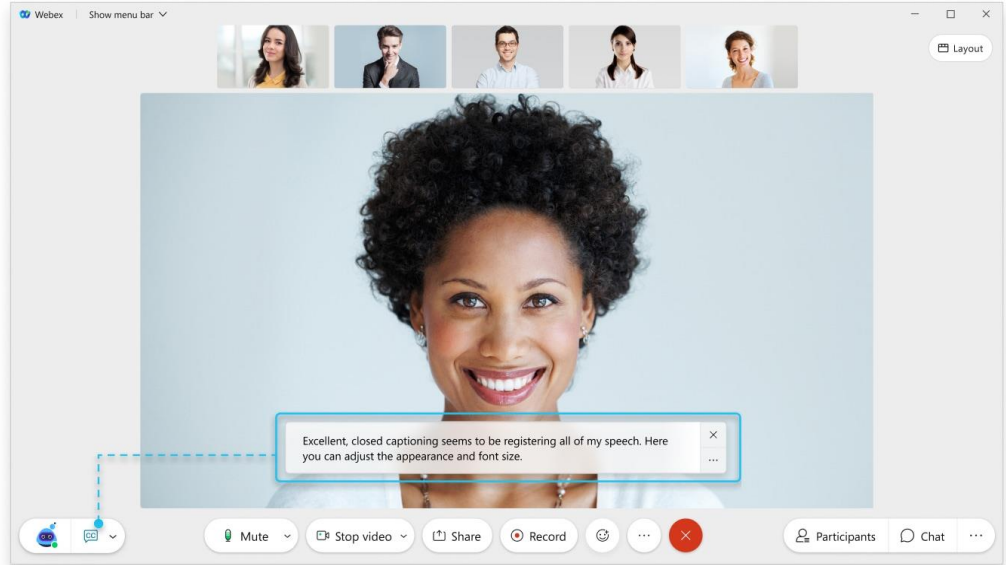 Webex
Show menu bar
Layout
Excellent, closed captioning seems to be registering all of my speech. Here
you can adjust the appearance and font size.
CC
Mute
Stop video
Share
Record
Participants
Chat